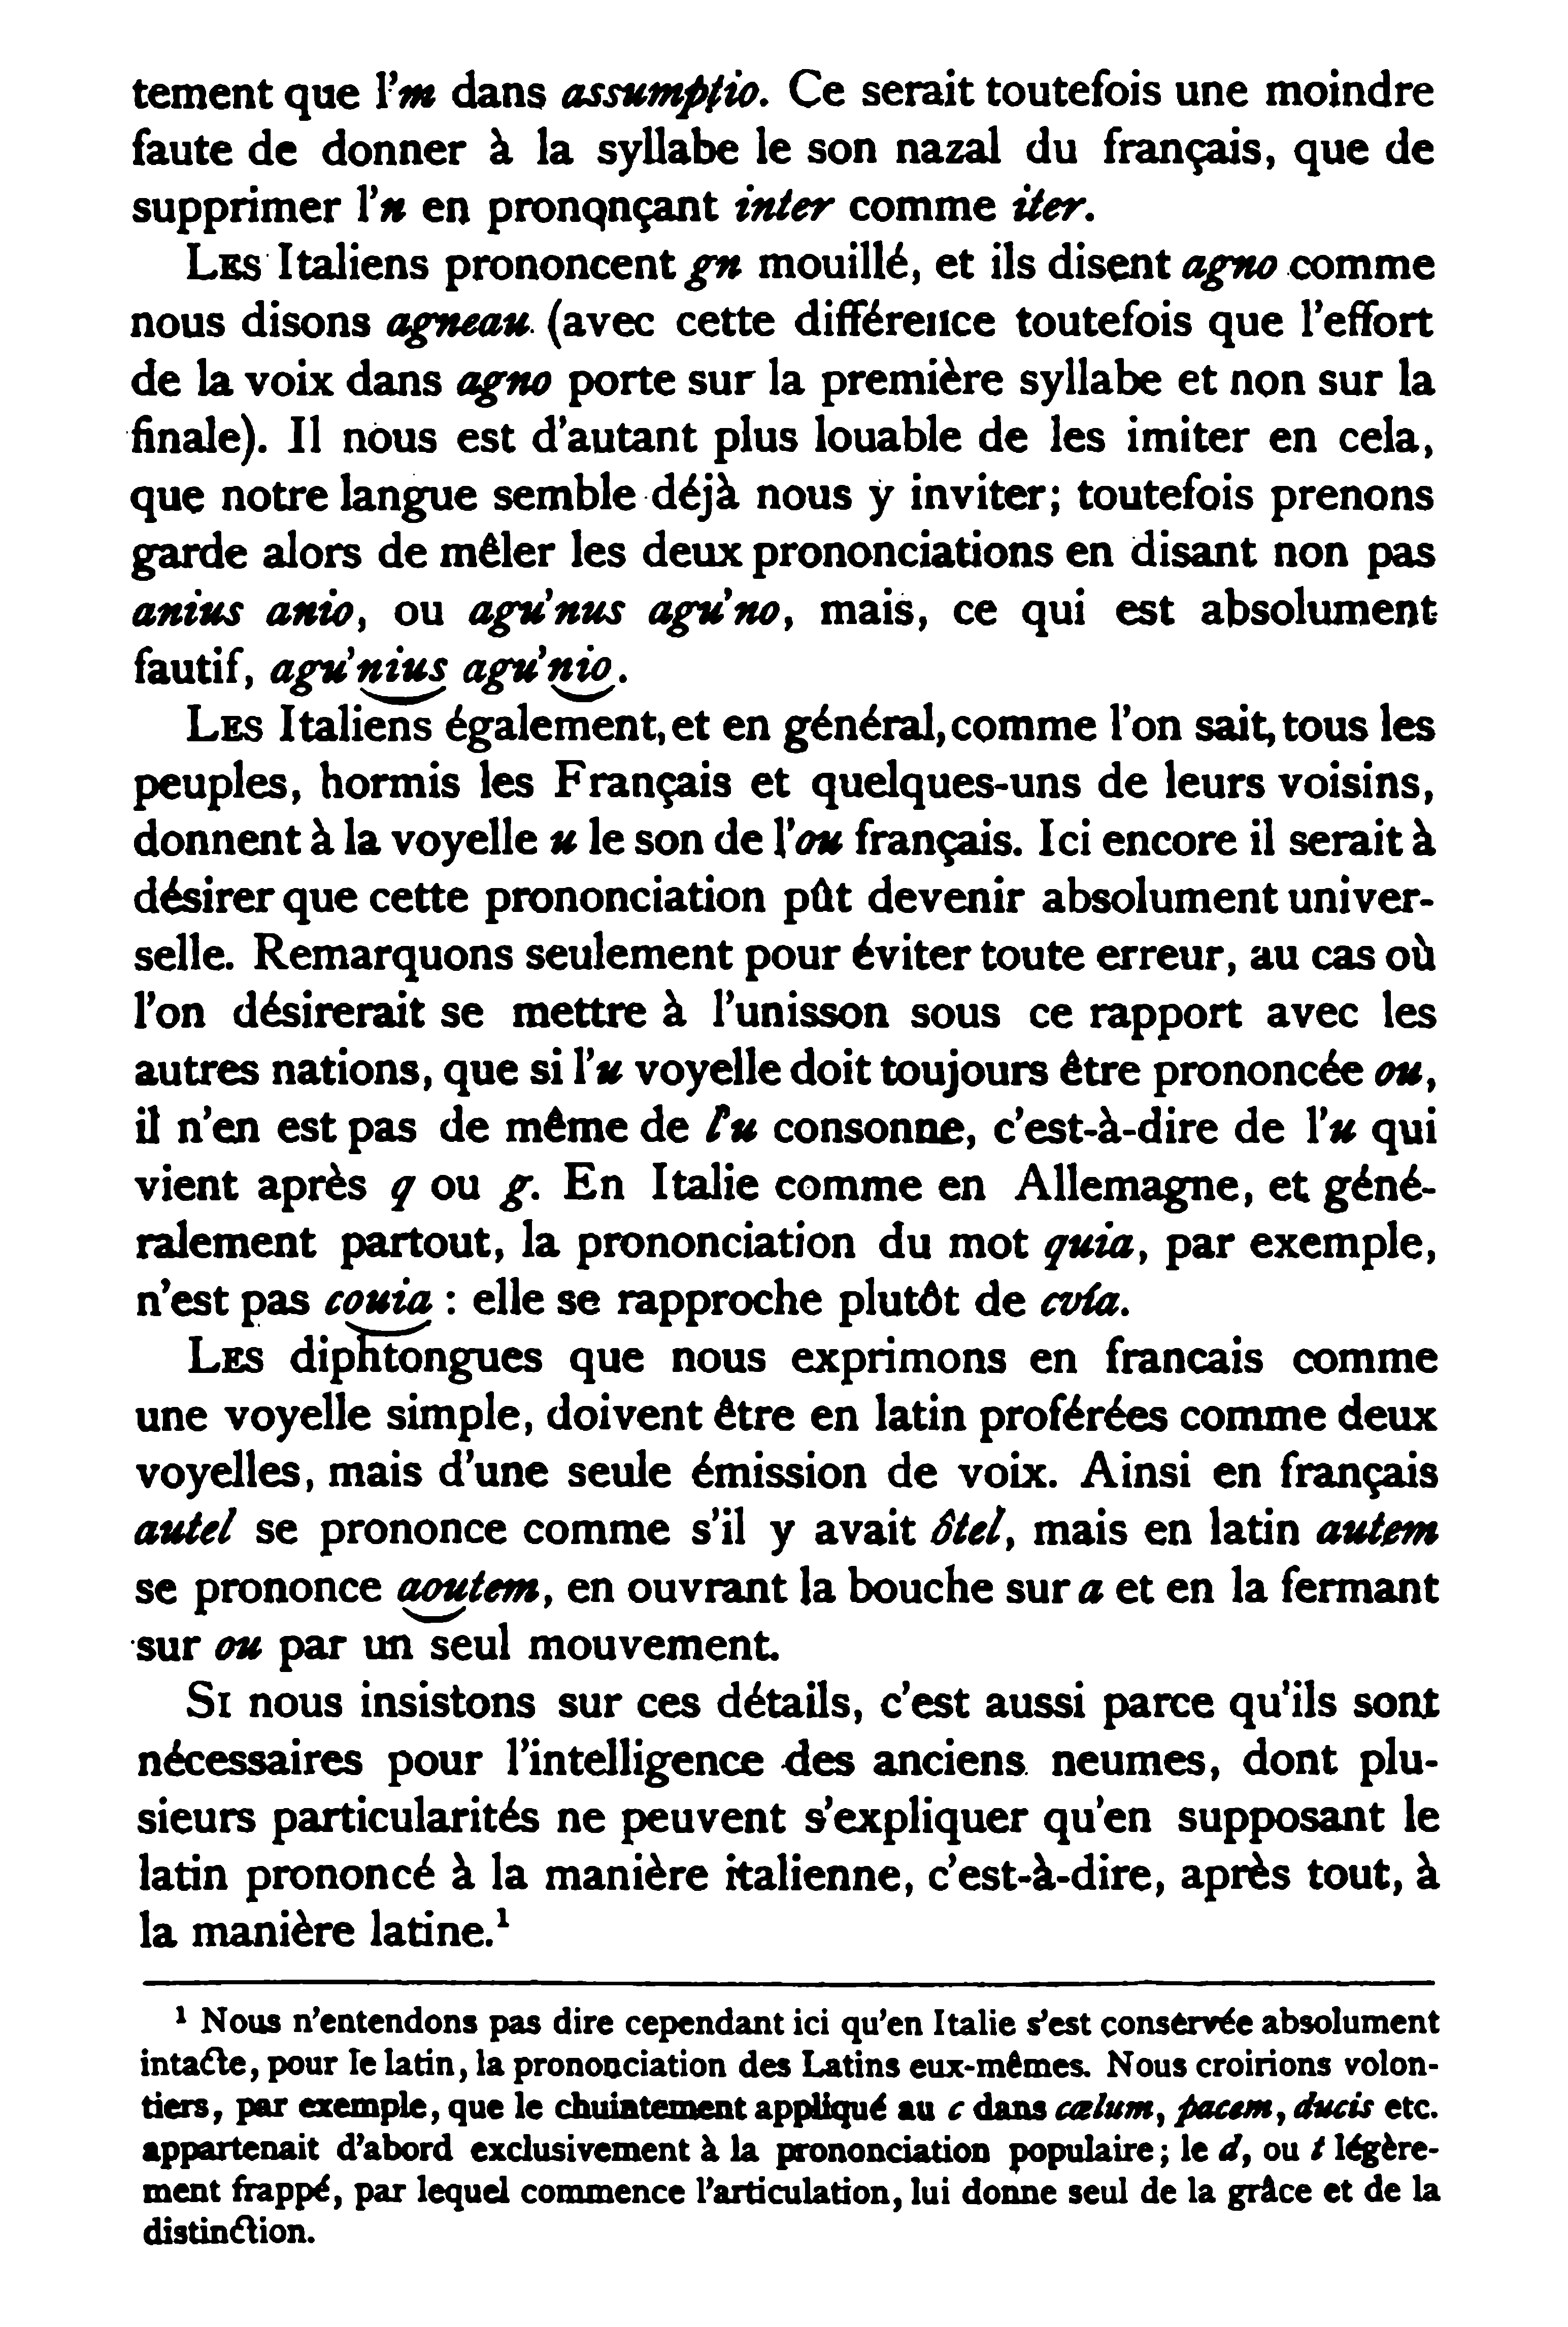 tement que l'm dans assumptio. Ce serait toutefois une moindre
faute de donner à la syllabe le son nazal du français, que de
supprimer l'n en prononçant inter comme iter.
LES Italiens prononcent gn mouillé, et ils disent agno comme
nous disons agneau (avec cette différence toutefois que l'effort
de la voix dans agno porte sur la première syllabe et non sur la
finale). Il nous est d'autant plus louable de les imiter en cela,
que notre langue semble déjà nous y inviter; toutefois prenons
garde alors de mêler les deux prononciations en disant non pas
anius anio, ou agu'nus agu'no, mais, ce qui est absolument
fautif, agu'nius agu'nio.
LES Italiens également, et en général, comme l'on sait, tous les
peuples, hormis les Français et quelques-uns de leurs voisins,
donnent à la voyelle u le son de l'ou français. Ici encore il serait à
désirer que cette prononciation pût devenir absolument univer-
selle. Remarquons seulement pour éviter toute erreur, au cas où
l'on désirerait se mettre à l'unisson sous ce rapport avec les
autres nations, que si l'u voyelle doit toujours être prononcée ou,
il n'en est pas de même de l'u consonne, c'est-à-dire de l'u qui
vient après q ou g. En Italie comme en Allemagne, et géné-
ralement partout, la prononciation du mot quia, par exemple,
n'est pas couia : elle se rapproche plutôt de cvía.
LES diphtongues que nous exprimons en francais comme
une voyelle simple, doivent être en latin proférées comme deux
voyelles, mais d'une seule émission de voix. Ainsi en français
autel se prononce comme s'il y avait ôtel, mais en latin autem
se prononce aoutem, en ouvrant la bouche sur a et en la fermant
sur ou par un seul mouvement.
SI nous insistons sur ces détails, c'est aussi parce qu'ils sont
nécessaires pour l'intelligence des anciens neumes, dont plu-
sieurs particularités ne peuvent s'expliquer qu'en supposant le
latin prononcé à la manière italienne, c'est-à-dire, après tout, à
la manière latine.¹
¹ Nous n'entendons pas dire cependant ici qu'en Italie s'est conservée absolument
intacte, pour le latin, la prononciation des Latins eux-mêmes. Nous croirions volon-
tiers, par exemple, que le chuintement appliqué au c dans cælum, pacem, ducis etc.
appartenait d'abord exclusivement à la prononciation populaire; le d, ou t légère-
ment frappé, par lequel commence l'articulation, lui donne seul de la grâce et de la
distinction.